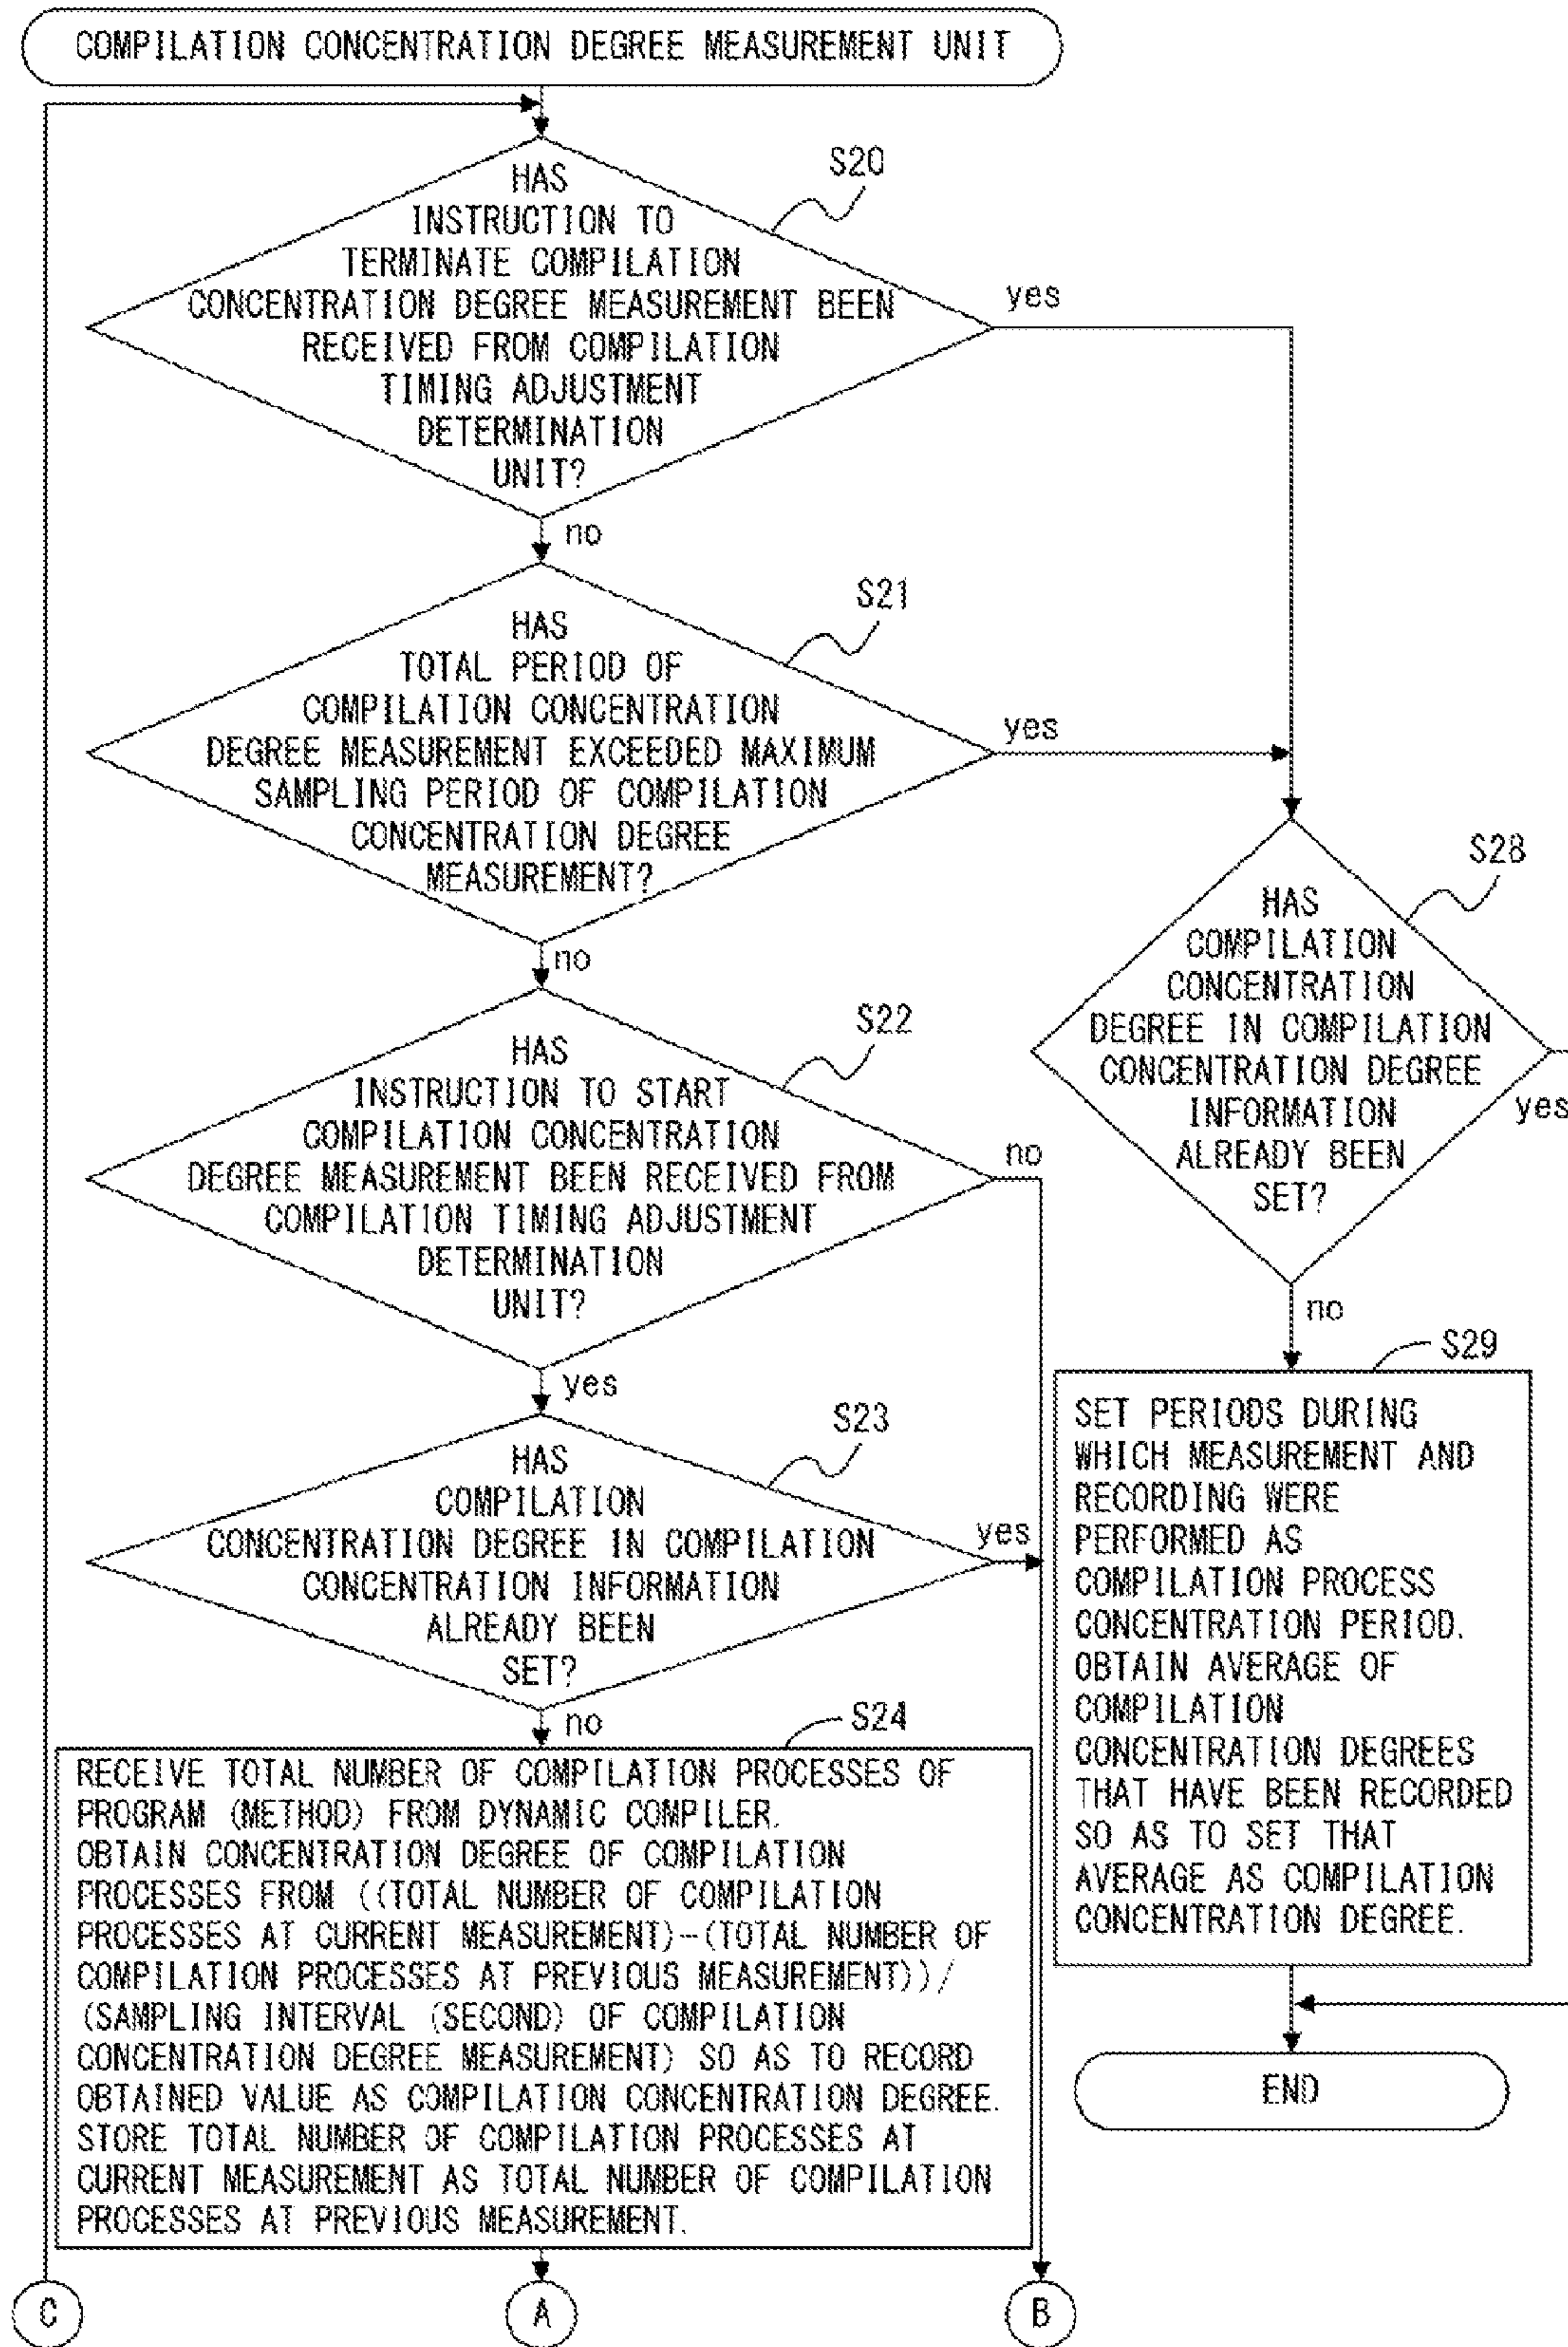 COMPILATION CONCENTRATION DEGREE MEASUREMENT UNIT
S20
HAS
INSTRUCTION TO
TERMINATE COMPILATION
CONCENTRATION DEGREE MEASUREMENT BEEN
RECEIVED FROM COMPILATION
TIMING ADJUSTMENT
DETERMINATION
UNIT?
yes
no
S21
HAS
TOTAL PERIOD OF
COMPILATION CONCENTRATION
DEGREE MEASUREMENT EXCEEDED MAXIMUM
SAMPLING PERIOD OF COMPILATION
CONCENTRATION DEGREE
MEASUREMENT?
yes
no
S22
HAS
INSTRUCTION TO START
COMPILATION CONCENTRATION
DEGREE MEASUREMENT BEEN RECEIVED FROM
COMPILATION TIMING ADJUSTMENT
DETERMINATION
UNIT?
no
yes
S23
HAS
COMPILATION
CONCENTRATION DEGREE IN COMPILATION
CONCENTRATION INFORMATION
ALREADY BEEN
SET?
yes
no
S24
RECEIVE TOTAL NUMBER OF COMPILATION PROCESSES OF
PROGRAM (METHOD) FROM DYNAMIC COMPILER.
OBTAIN CONCENTRATION DEGREE OF COMPILATION
PROCESSES FROM ((TOTAL NUMBER OF COMPILATION
PROCESSES AT CURRENT MEASUREMENT)-(TOTAL NUMBER OF
COMPILATION PROCESSES AT PREVIOUS MEASUREMENT))/
(SAMPLING INTERVAL (SECOND) OF COMPILATION
CONCENTRATION DEGREE MEASUREMENT) SO AS TO RECORD
OBTAINED VALUE AS COMPILATION CONCENTRATION DEGREE.
STORE TOTAL NUMBER OF COMPILATION PROCESSES AT
CURRENT MEASUREMENT AS TOTAL NUMBER OF COMPILATION
PROCESSES AT PREVIOUS MEASUREMENT.
S28
HAS
COMPILATION
CONCENTRATION
DEGREE IN COMPILATION
CONCENTRATION DEGREE
INFORMATION
ALREADY BEEN
SET?
yes
no
S29
SET PERIODS DURING
WHICH MEASUREMENT AND
RECORDING WERE
PERFORMED AS
COMPILATION PROCESS
CONCENTRATION PERIOD.
OBTAIN AVERAGE OF
COMPILATION
CONCENTRATION DEGREES
THAT HAVE BEEN RECORDED
SO AS TO SET THAT
AVERAGE AS COMPILATION
CONCENTRATION DEGREE.
END
C
A
B